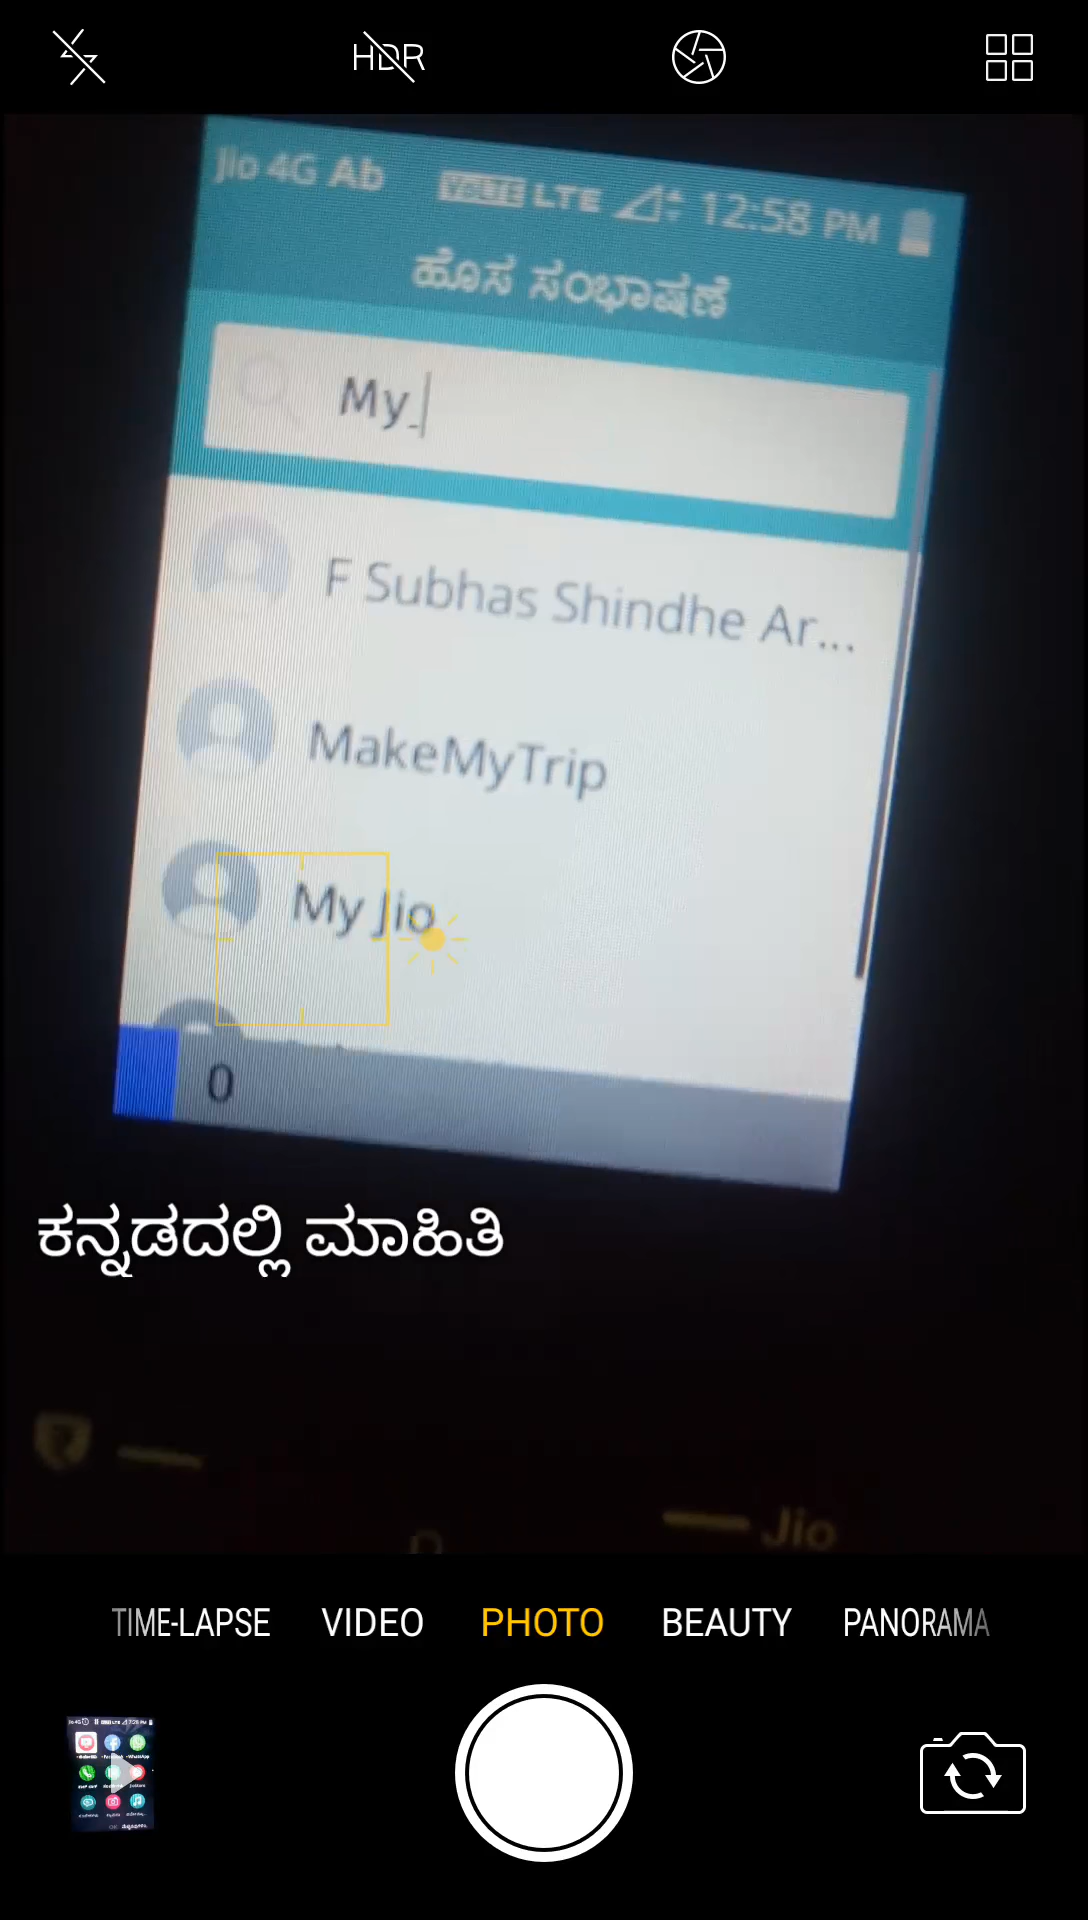 HDR
Jio 4G Ab VOLTE LTE 12:58 PM
ಹೊಸ ಸಂಭಾಷಣೆ
My
F Subhas Shindhe Ar...
MakeMyTrip
My Jio
0
ಕನ್ನಡದಲ್ಲಿ ಮಾಹಿತಿ
Jio
TIME-LAPSE VIDEO PHOTO BEAUTY PANORAMA